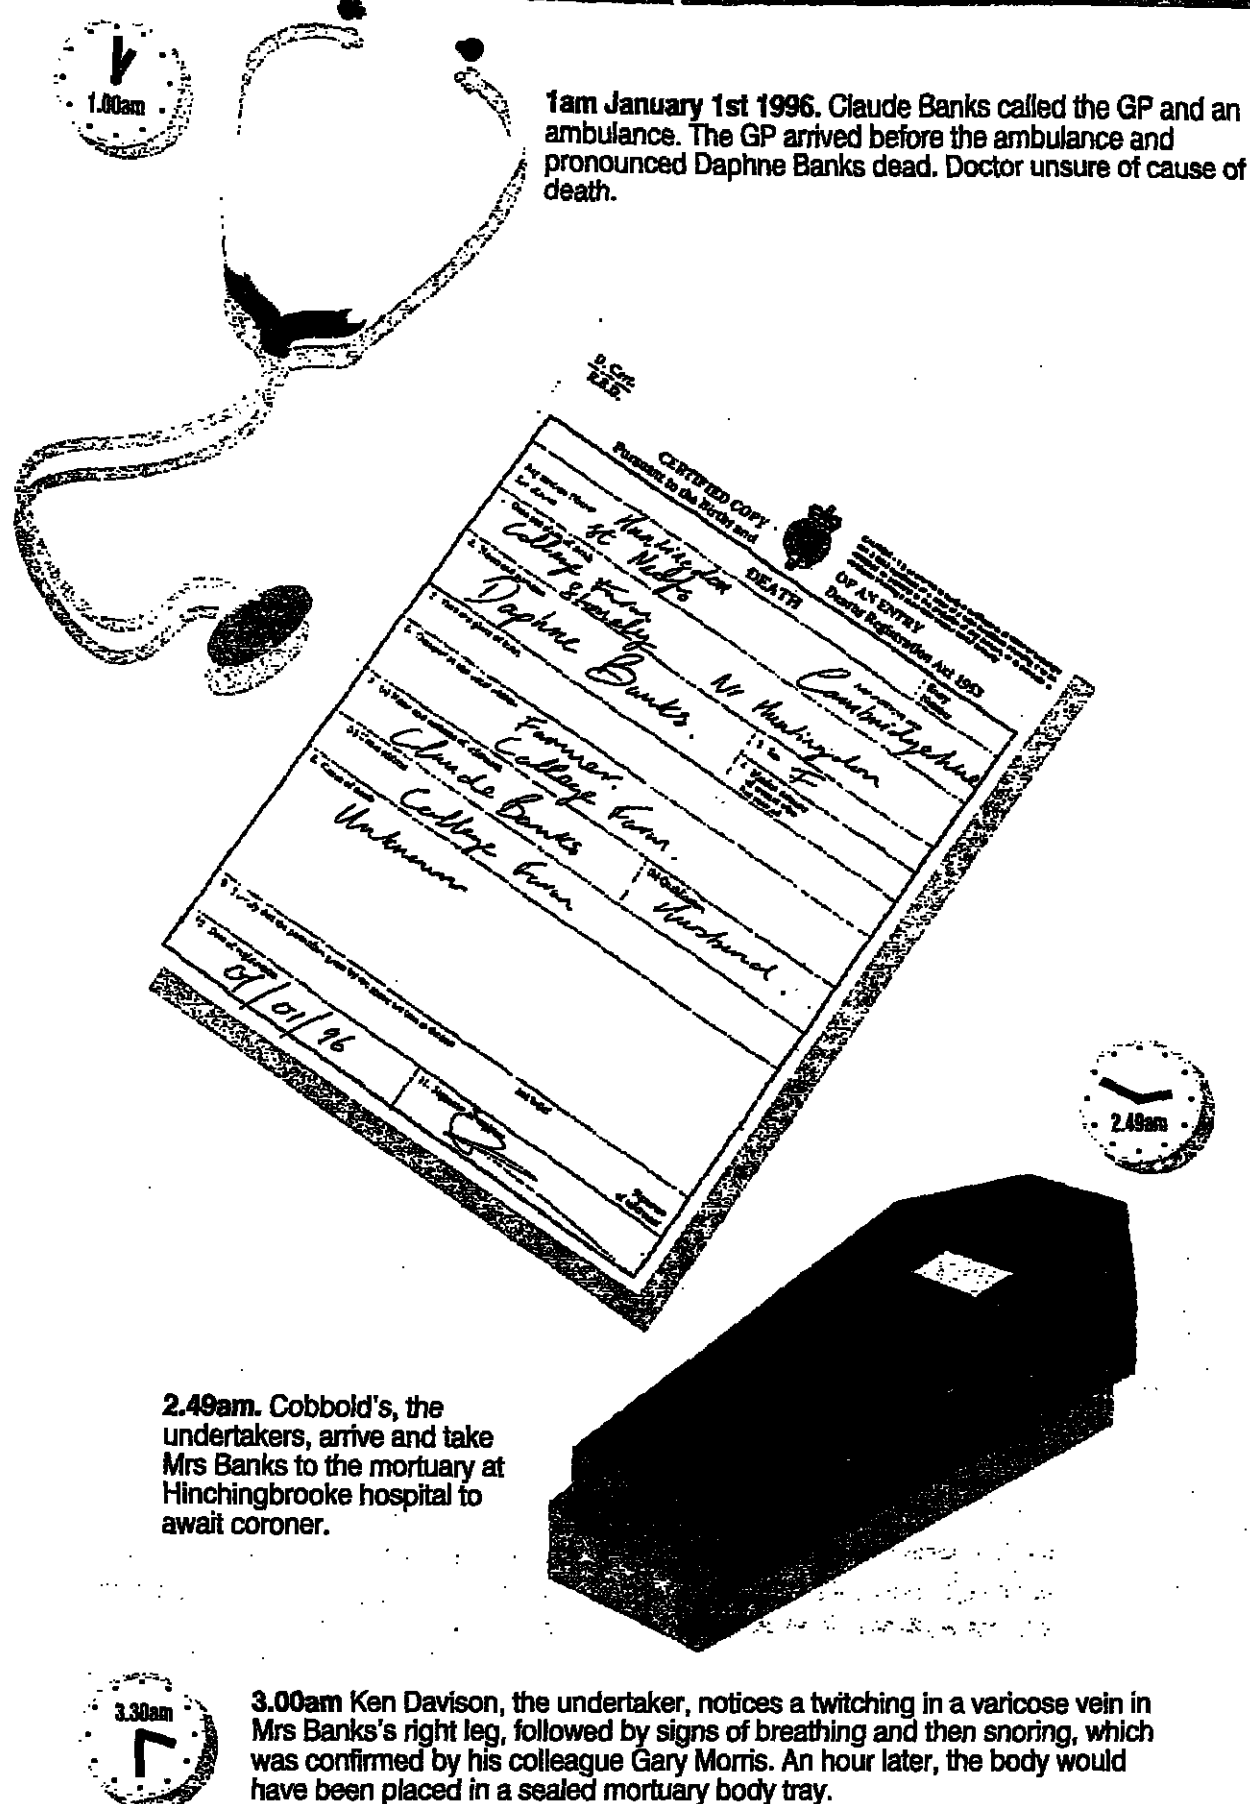 1.00am
1am January 1st 1996. Claude Banks called the GP and an
ambulance. The GP arrived before the ambulance and
pronounced Daphne Banks dead. Doctor unsure of cause of
death.
D. Cert.
R.B.D.
CERTIFIED COPY
OF AN ENTRY
Pursuant to the Births and
Deaths Registration Act 1953
DEATH
Huntingdon
Cambridgeshire
St
College Farm
Nr Huntingdon
Daphne Banks.
F
Farmer.
College Farm.
Claude Banks
Husband.
College Farm
Unknown
01/01/96
2.49am
2.49am. Cobbold's, the
undertakers, arrive and take
Mrs Banks to the mortuary at
Hinchingbrooke hospital to
await coroner.
3.30am
3.00am Ken Davison, the undertaker, notices a twitching in a varicose vein in
Mrs Banks's right leg, followed by signs of breathing and then snoring, which
was confirmed by his colleague Gary Morris. An hour later, the body would
have been placed in a sealed mortuary body tray.